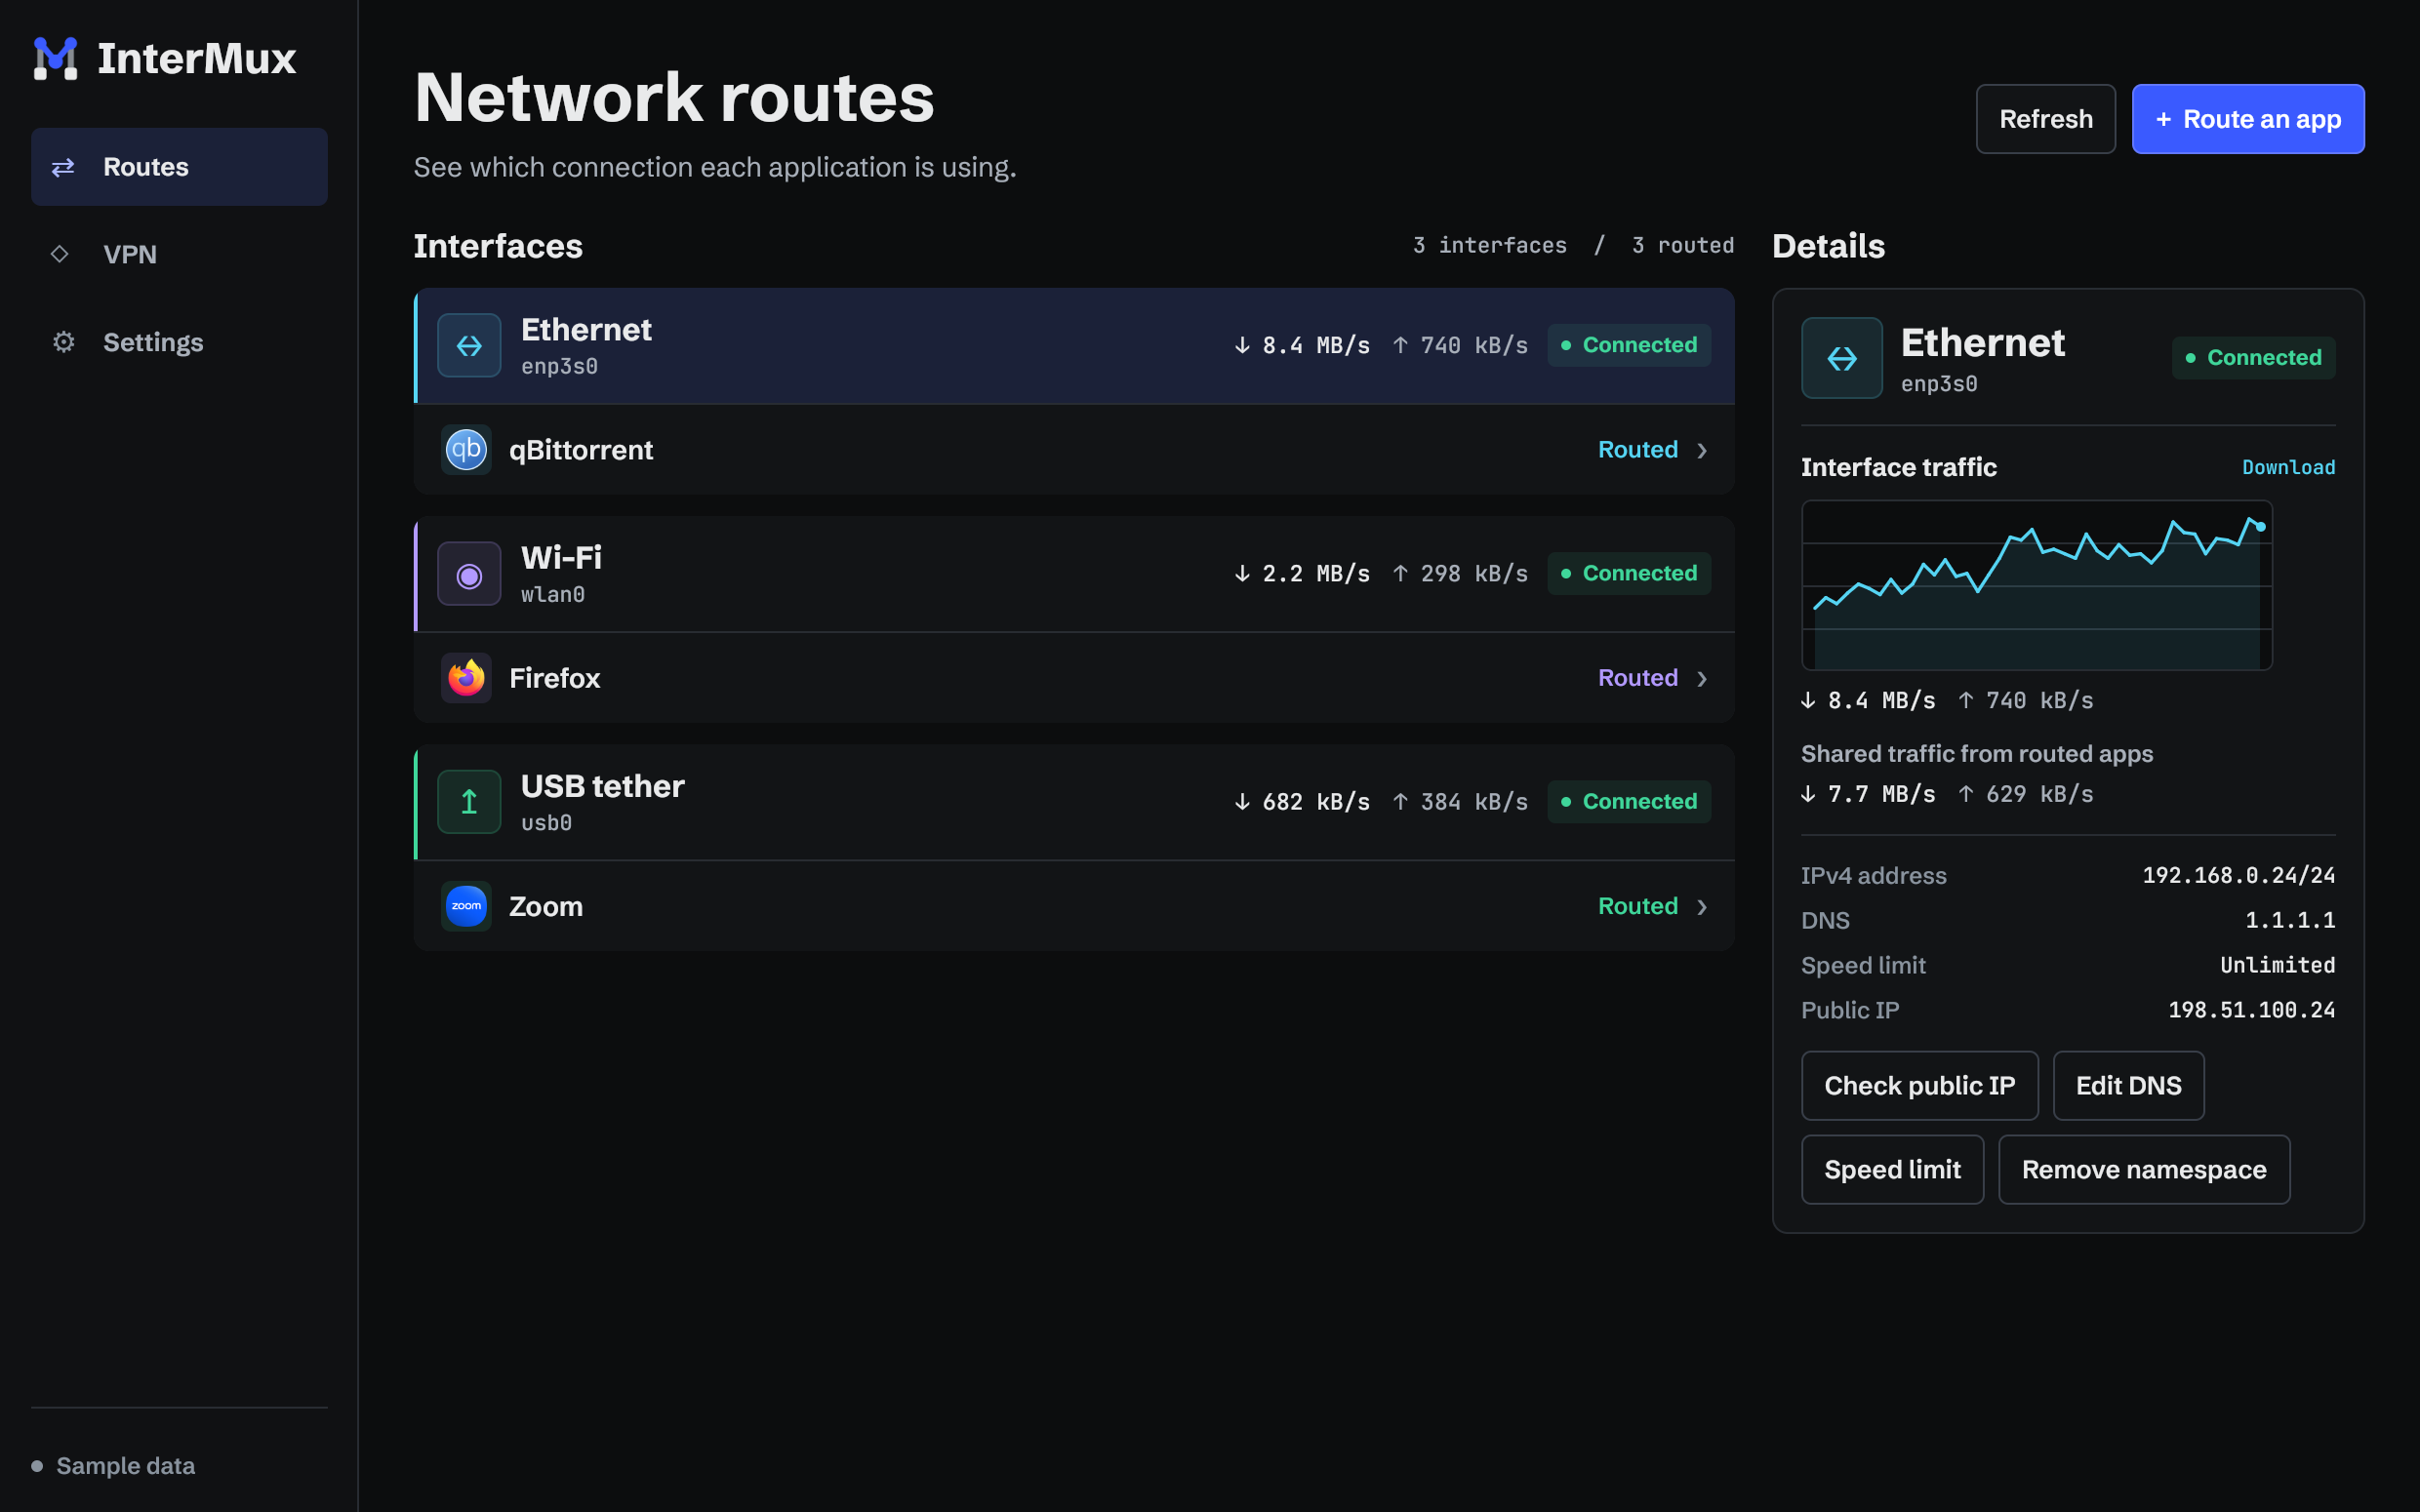 InterMux
Routes
VPN
Settings
Sample data
Network routes
See which connection each application is using.
Refresh
+ Route an app
Interfaces
3 interfaces / 3 routed
Ethernet
enp3s0
↓ 8.4 MB/s ↑ 740 kB/s
Connected
qb
qBittorrent
Routed
Wi-Fi
wlan0
↓ 2.2 MB/s ↑ 298 kB/s
Connected
Firefox
Routed
USB tether
usb0
↓ 682 kB/s ↑ 384 kB/s
Connected
zoom
Zoom
Routed
Details
Ethernet
enp3s0
Connected
Interface traffic
Download
↓ 8.4 MB/s ↑ 740 kB/s
Shared traffic from routed apps
↓ 7.7 MB/s ↑ 629 kB/s
IPv4 address 192.168.0.24/24
DNS 1.1.1.1
Speed limit Unlimited
Public IP 198.51.100.24
Check public IP
Edit DNS
Speed limit
Remove namespace